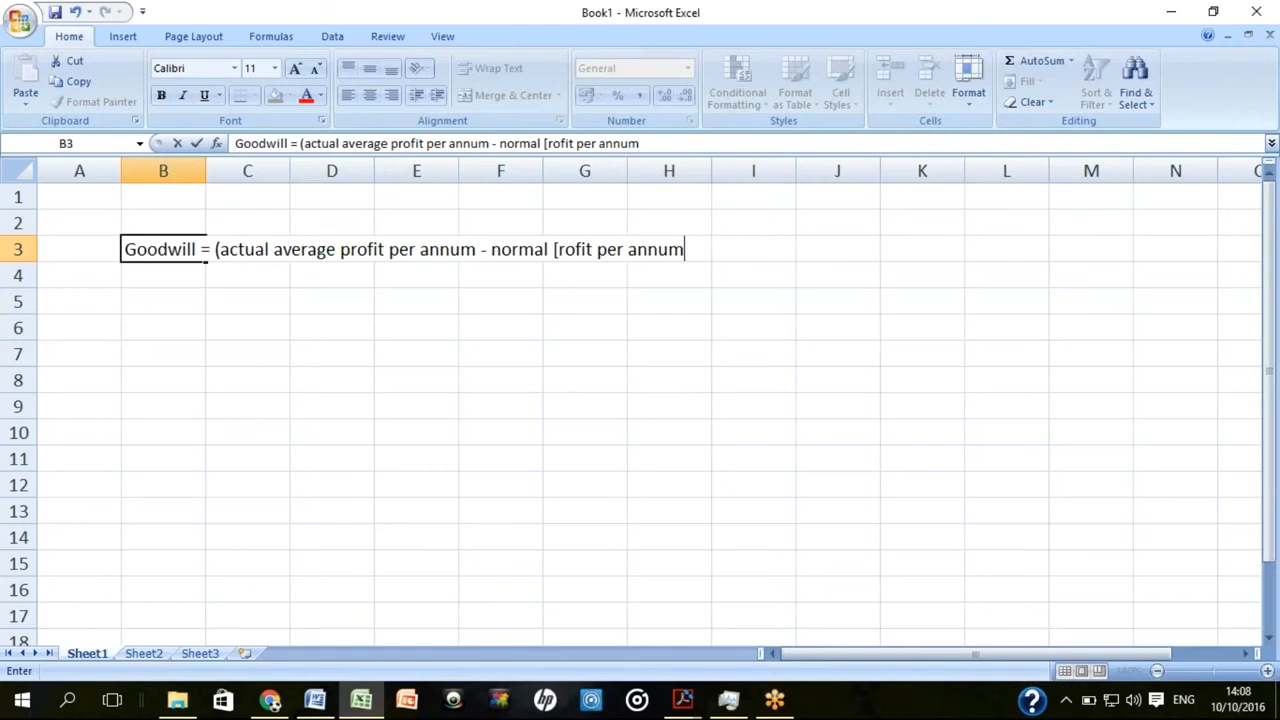 Book1 - Microsoft Excel
Home Insert Page Layout Formulas Data Review View
Cut
Copy
Format Painter
Paste
Clipboard
Calibri 11
B I U
Font
Wrap Text
Merge & Center
Alignment
General
Number
Conditional Formatting
Format as Table
Cell Styles
Styles
Insert Delete Format
Cells
Σ AutoSum
Fill
Clear
Sort & Filter
Find & Select
Editing
B3 fx Goodwill = (actual average profit per annum - normal [rofit per annum
A B C D E F G H I J K L M N
1
2
3 Goodwill = (actual average profit per annum - normal [rofit per annum
4
5
6
7
8
9
10
11
12
13
14
15
16
17
18
Sheet1 Sheet2 Sheet3
Enter
ENG
14:08
10/10/2016